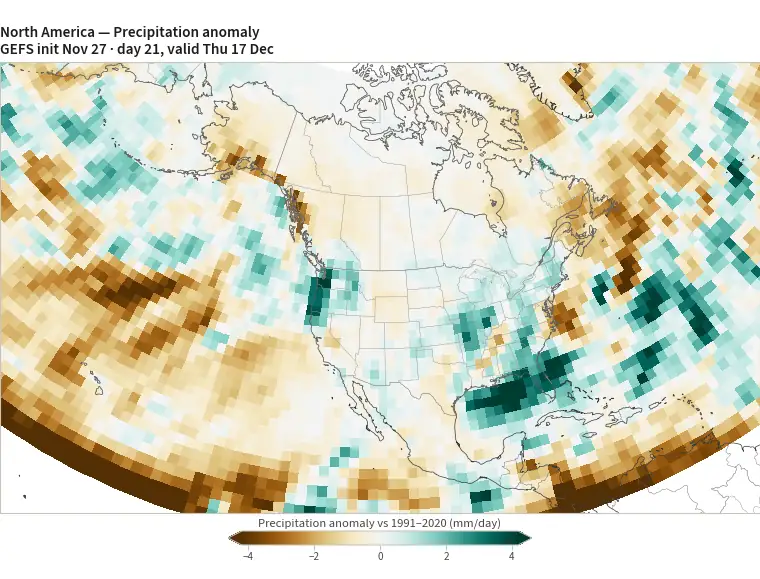 North America — Precipitation anomaly
GEFS init Nov 27 · day 21, valid Thu 17 Dec
Precipitation anomaly vs 1991–2020 (mm/day)
−4 −2 0 2 4